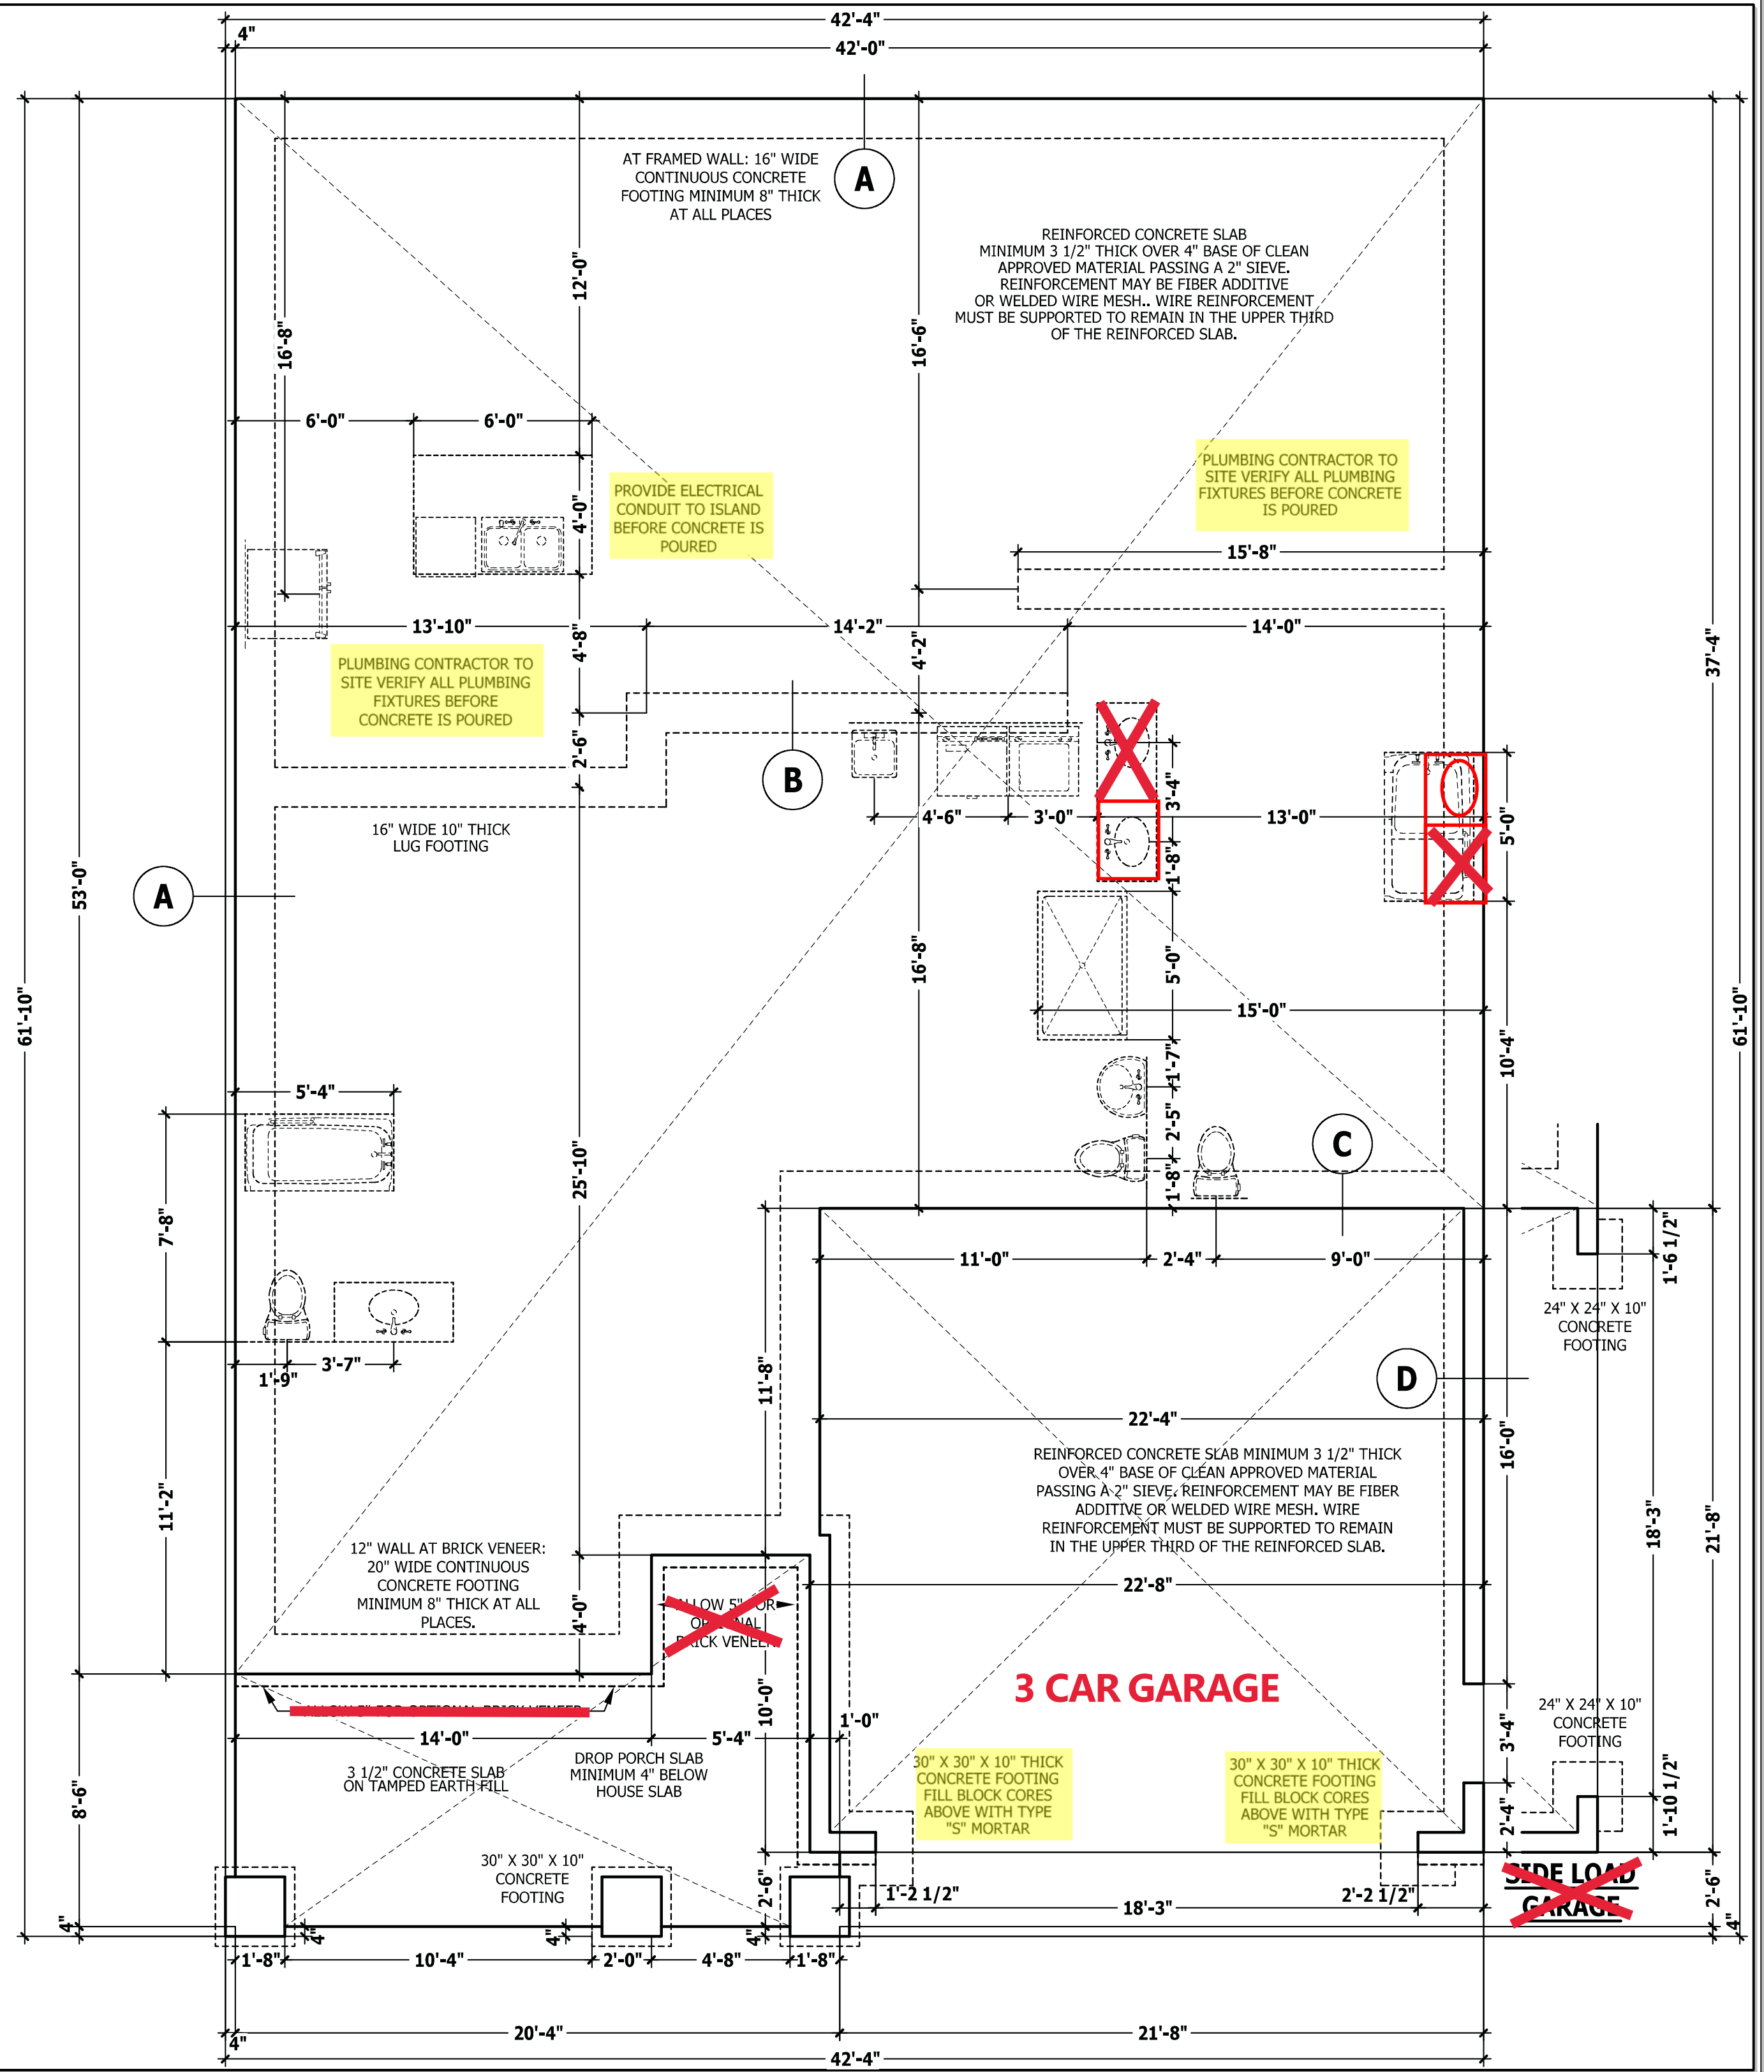 42'-4"
4"
42'-0"
A
AT FRAMED WALL: 16" WIDE
CONTINUOUS CONCRETE
FOOTING MINIMUM 8" THICK
AT ALL PLACES
REINFORCED CONCRETE SLAB
MINIMUM 3 1/2" THICK OVER 4" BASE OF CLEAN
APPROVED MATERIAL PASSING A 2" SIEVE.
REINFORCEMENT MAY BE FIBER ADDITIVE
OR WELDED WIRE MESH.. WIRE REINFORCEMENT
MUST BE SUPPORTED TO REMAIN IN THE UPPER THIRD
OF THE REINFORCED SLAB.
12'-0"
16'-8"
16'-6"
6'-0"
6'-0"
4'-0"
PROVIDE ELECTRICAL
CONDUIT TO ISLAND
BEFORE CONCRETE IS
POURED
PLUMBING CONTRACTOR TO
SITE VERIFY ALL PLUMBING
FIXTURES BEFORE CONCRETE
IS POURED
15'-8"
13'-10"
14'-2"
14'-0"
4'-8"
4'-2"
37'-4"
PLUMBING CONTRACTOR TO
SITE VERIFY ALL PLUMBING
FIXTURES BEFORE
CONCRETE IS POURED
2'-6"
B
3'-4"
4'-6"
3'-0"
13'-0"
5'-0"
1'-8"
16" WIDE 10" THICK
LUG FOOTING
A
53'-0"
16'-8"
5'-0"
15'-0"
61'-10"
61'-10"
10'-4"
1'-7"
2'-5"
1'-8"
5'-4"
25'-10"
C
7'-8"
11'-0"
2'-4"
9'-0"
1'-6 1/2"
24" X 24" X 10"
CONCRETE
FOOTING
3'-7"
1'-9"
11'-8"
D
22'-4"
16'-0"
REINFORCED CONCRETE SLAB MINIMUM 3 1/2" THICK
OVER 4" BASE OF CLEAN APPROVED MATERIAL
PASSING A 2" SIEVE. REINFORCEMENT MAY BE FIBER
ADDITIVE OR WELDED WIRE MESH. WIRE
REINFORCEMENT MUST BE SUPPORTED TO REMAIN
IN THE UPPER THIRD OF THE REINFORCED SLAB.
11'-2"
18'-3"
21'-8"
12" WALL AT BRICK VENEER:
20" WIDE CONTINUOUS
CONCRETE FOOTING
MINIMUM 8" THICK AT ALL
PLACES.
22'-8"
4'-0"
ALLOW 5" FOR
OPTIONAL
BRICK VENEER
3 CAR GARAGE
ALLOW 5" FOR OPTIONAL BRICK VENEER
10'-0"
14'-0"
5'-4"
1'-0"
24" X 24" X 10"
CONCRETE
FOOTING
3'-4"
DROP PORCH SLAB
MINIMUM 4" BELOW
HOUSE SLAB
3 1/2" CONCRETE SLAB
ON TAMPED EARTH FILL
30" X 30" X 10" THICK
CONCRETE FOOTING
FILL BLOCK CORES
ABOVE WITH TYPE
"S" MORTAR
30" X 30" X 10" THICK
CONCRETE FOOTING
FILL BLOCK CORES
ABOVE WITH TYPE
"S" MORTAR
8'-6"
2'-4"
1'-10 1/2"
30" X 30" X 10"
CONCRETE
FOOTING
SIDE LOAD
GARAGE
2'-6"
1'-2 1/2"
18'-3"
2'-2 1/2"
2'-6"
4"
4"
4"
4"
4"
1'-8"
10'-4"
2'-0"
4'-8"
1'-8"
20'-4"
21'-8"
4"
42'-4"